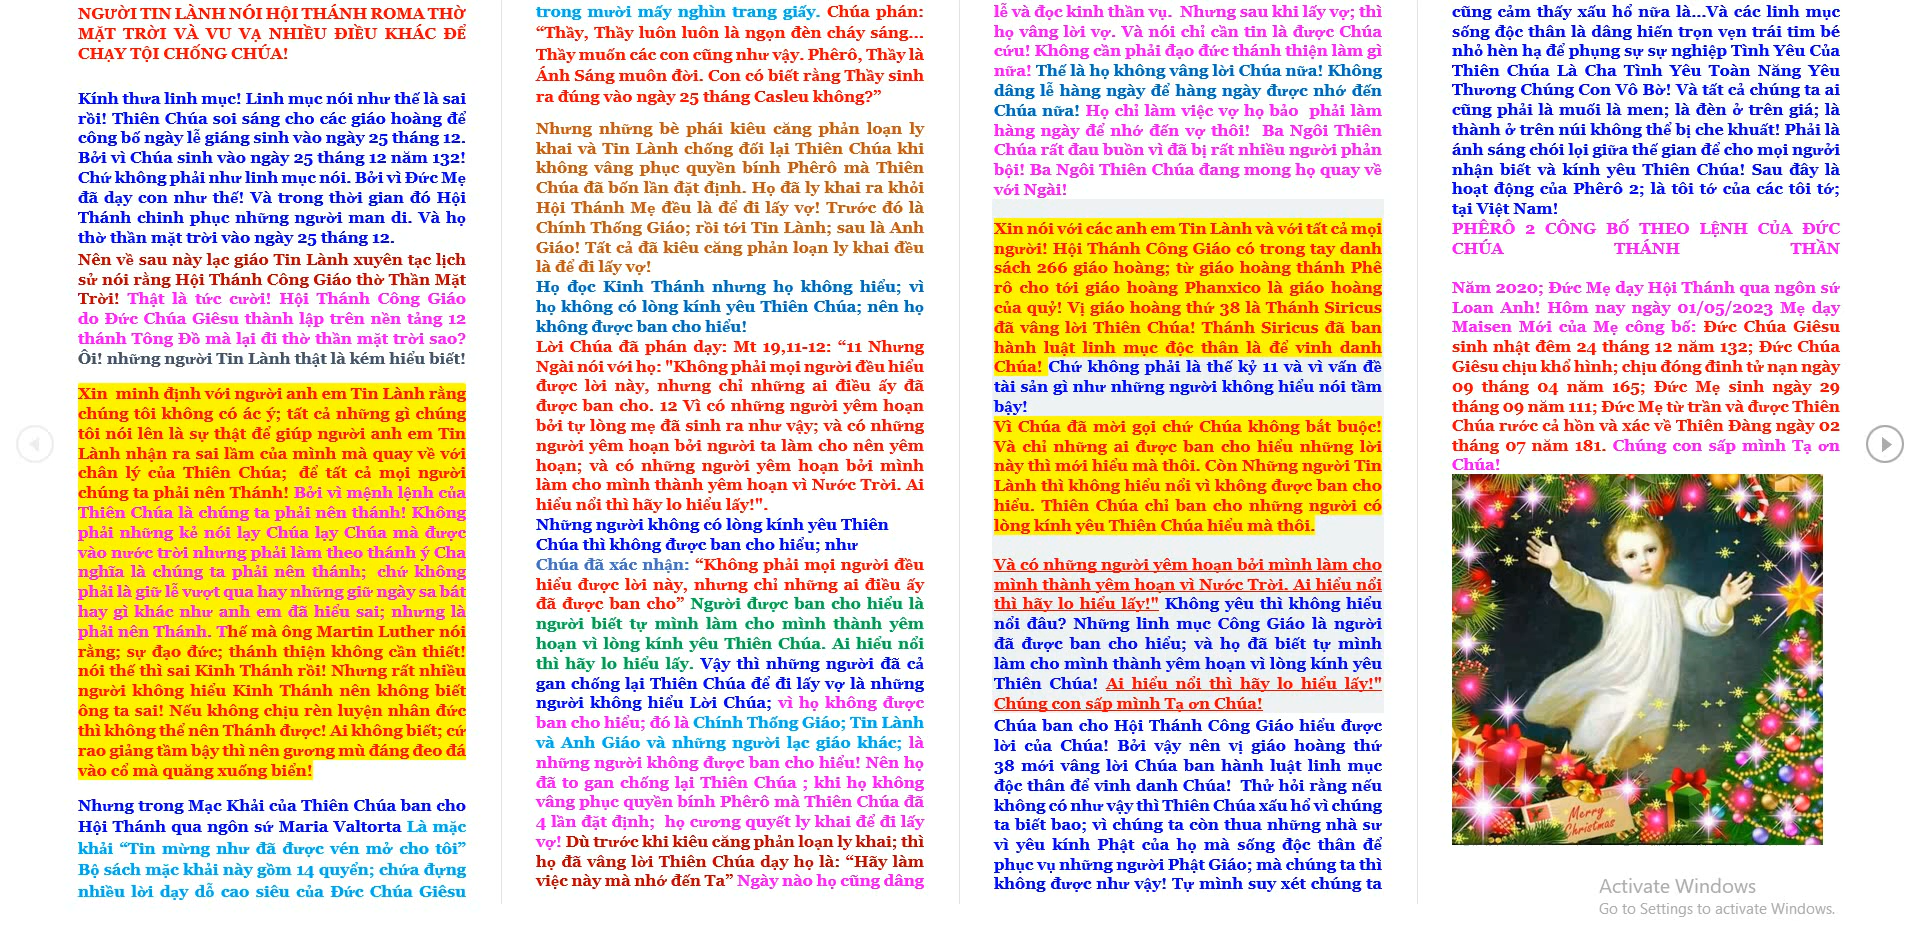 NGƯỜI TIN LÀNH NÓI HỘI THÁNH ROMA THỜ
MẶT TRỜI VÀ VU VẠ NHIỀU ĐIỀU KHÁC ĐỂ
CHẠY TỘI CHỐNG CHÚA!
Kính thưa linh mục! Linh mục nói như thế là sai
rồi! Thiên Chúa soi sáng cho các giáo hoàng để
công bố ngày lễ giáng sinh vào ngày 25 tháng 12.
Bởi vì Chúa sinh vào ngày 25 tháng 12 năm 132!
Chứ không phải như linh mục nói. Bởi vì Đức Mẹ
đã dạy con như thế! Và trong thời gian đó Hội
Thánh chinh phục những người man di. Và họ
thờ thần mặt trời vào ngày 25 tháng 12.
Nên về sau này lạc giáo Tin Lành xuyên tạc lịch
sử nói rằng Hội Thánh Công Giáo thờ Thần Mặt
Trời! Thật là tức cười! Hội Thánh Công Giáo
do Đức Chúa Giêsu thành lập trên nền tảng 12
thánh Tông Đồ mà lại đi thờ thần mặt trời sao?
Ôi! những người Tin Lành thật là kém hiểu biết!
Xin minh định với người anh em Tin Lành rằng
chúng tôi không có ác ý; tất cả những gì chúng
tôi nói lên là sự thật để giúp người anh em Tin
Lành nhận ra sai lầm của mình mà quay về với
chân lý của Thiên Chúa; để tất cả mọi người
chúng ta phải nên Thánh! Bởi vì mệnh lệnh của
Thiên Chúa là chúng ta phải nên thánh! Không
phải những kẻ nói lạy Chúa lạy Chúa mà được
vào nước trời nhưng phải làm theo thánh ý Cha
nghĩa là chúng ta phải nên thánh; chứ không
phải là giữ lễ vượt qua hay những giữ ngày sa bát
hay gì khác như anh em đã hiểu sai; nhưng là
phải nên Thánh. Thế mà ông Martin Luther nói
rằng; sự đạo đức; thánh thiện không cần thiết!
nói thế thì sai Kinh Thánh rồi! Nhưng rất nhiều
người không hiểu Kinh Thánh nên không biết
ông ta sai! Nếu không chịu rèn luyện nhân đức
thì không thể nên Thánh được! Ai không biết; cứ
rao giảng tầm bậy thì nên gương mù đáng đeo đá
vào cổ mà quăng xuống biển!
Nhưng trong Mạc Khải của Thiên Chúa ban cho
Hội Thánh qua ngôn sứ Maria Valtorta Là mặc
khải “Tin mừng như đã được vén mở cho tôi”
Bộ sách mặc khải này gồm 14 quyển; chứa đựng
nhiều lời dạy dỗ cao siêu của Đức Chúa Giêsu
trong mười mấy nghìn trang giấy. Chúa phán:
“Thầy, Thầy luôn luôn là ngọn đèn cháy sáng...
Thầy muốn các con cũng như vậy. Phêrô, Thầy là
Ánh Sáng muôn đời. Con có biết rằng Thầy sinh
ra đúng vào ngày 25 tháng Casleu không?”
Nhưng những bè phái kiêu căng phản loạn ly
khai và Tin Lành chống đối lại Thiên Chúa khi
không vâng phục quyền bính Phêrô mà Thiên
Chúa đã bốn lần đặt định. Họ đã ly khai ra khỏi
Hội Thánh Mẹ đều là để đi lấy vợ! Trước đó là
Chính Thống Giáo; rồi tới Tin Lành; sau là Anh
Giáo! Tất cả đã kiêu căng phản loạn ly khai đều
là để đi lấy vợ!
Họ đọc Kinh Thánh nhưng họ không hiểu; vì
họ không có lòng kính yêu Thiên Chúa; nên họ
không được ban cho hiểu!
Lời Chúa đã phán dạy: Mt 19,11-12: “11 Nhưng
Ngài nói với họ: "Không phải mọi người đều hiểu
được lời này, nhưng chỉ những ai điều ấy đã
được ban cho. 12 Vì có những người yêm hoạn
bởi tự lòng mẹ đã sinh ra như vậy; và có những
người yêm hoạn bởi người ta làm cho nên yêm
hoạn; và có những người yêm hoạn bởi mình
làm cho mình thành yêm hoạn vì Nước Trời. Ai
hiểu nổi thì hãy lo hiểu lấy!".
Những người không có lòng kính yêu Thiên
Chúa thì không được ban cho hiểu; như
Chúa đã xác nhận: “Không phải mọi người đều
hiểu được lời này, nhưng chỉ những ai điều ấy
đã được ban cho” Người được ban cho hiểu là
người biết tự mình làm cho mình thành yêm
hoạn vì lòng kính yêu Thiên Chúa. Ai hiểu nổi
thì hãy lo hiểu lấy. Vậy thì những người đã cả
gan chống lại Thiên Chúa để đi lấy vợ là những
người không hiểu Lời Chúa; vì họ không được
ban cho hiểu; đó là Chính Thống Giáo; Tin Lành
và Anh Giáo và những người lạc giáo khác; là
những người không được ban cho hiểu! Nên họ
đã to gan chống lại Thiên Chúa ; khi họ không
vâng phục quyền bính Phêrô mà Thiên Chúa đã
4 lần đặt định; họ cương quyết ly khai để đi lấy
vợ! Dù trước khi kiêu căng phản loạn ly khai; thì
họ đã vâng lời Thiên Chúa dạy họ là: “Hãy làm
việc này mà nhớ đến Ta” Ngày nào họ cũng dâng
lễ và đọc kinh thần vụ. Nhưng sau khi lấy vợ; thì
họ vâng lời vợ. Và nói chỉ cần tin là được Chúa
cứu! Không cần phải đạo đức thánh thiện làm gì
nữa! Thế là họ không vâng lời Chúa nữa! Không
dâng lễ hàng ngày để hàng ngày được nhớ đến
Chúa nữa! Họ chỉ làm việc vợ họ bảo phải làm
hàng ngày để nhớ đến vợ thôi! Ba Ngôi Thiên
Chúa rất đau buồn vì đã bị rất nhiều người phản
bội! Ba Ngôi Thiên Chúa đang mong họ quay về
với Ngài!
Xin nói với các anh em Tin Lành và với tất cả mọi
người! Hội Thánh Công Giáo có trong tay danh
sách 266 giáo hoàng; từ giáo hoàng thánh Phê
rô cho tới giáo hoàng Phanxico là giáo hoàng
của quỷ! Vị giáo hoàng thứ 38 là Thánh Siricus
đã vâng lời Thiên Chúa! Thánh Siricus đã ban
hành luật linh mục độc thân là để vinh danh
Chúa! Chứ không phải là thế kỷ 11 và vì vấn đề
tài sản gì như những người không hiểu nói tầm
bậy!
Vì Chúa đã mời gọi chứ Chúa không bắt buộc!
Và chỉ những ai được ban cho hiểu những lời
này thì mới hiểu mà thôi. Còn Những người Tin
Lành thì không hiểu nổi vì không được ban cho
hiểu. Thiên Chúa chỉ ban cho những người có
lòng kính yêu Thiên Chúa hiểu mà thôi.
Và có những người yêm hoạn bởi mình làm cho
mình thành yêm hoạn vì Nước Trời. Ai hiểu nổi
thì hãy lo hiểu lấy!" Không yêu thì không hiểu
nổi đâu? Những linh mục Công Giáo là người
đã được ban cho hiểu; và họ đã biết tự mình
làm cho mình thành yêm hoạn vì lòng kính yêu
Thiên Chúa! Ai hiểu nổi thì hãy lo hiểu lấy!"
Chúng con sấp mình Tạ ơn Chúa!
Chúa ban cho Hội Thánh Công Giáo hiểu được
lời của Chúa! Bởi vậy nên vị giáo hoàng thứ
38 mới vâng lời Chúa ban hành luật linh mục
độc thân để vinh danh Chúa! Thử hỏi rằng nếu
không có như vậy thì Thiên Chúa xấu hổ vì chúng
ta biết bao; vì chúng ta còn thua những nhà sư
vì yêu kính Phật của họ mà sống độc thân để
phục vụ những người Phật Giáo; mà chúng ta thì
không được như vậy! Tự mình suy xét chúng ta
cũng cảm thấy xấu hổ nữa là...Và các linh mục
sống độc thân là dâng hiến trọn vẹn trái tim bé
nhỏ hèn hạ để phụng sự sự nghiệp Tình Yêu Của
Thiên Chúa Là Cha Tình Yêu Toàn Năng Yêu
Thương Chúng Con Vô Bờ! Và tất cả chúng ta ai
cũng phải là muối là men; là đèn ở trên giá; là
thành ở trên núi không thể bị che khuất! Phải là
ánh sáng chói lọi giữa thế gian để cho mọi người
nhận biết và kính yêu Thiên Chúa! Sau đây là
hoạt động của Phêrô 2; là tôi tớ của các tôi tớ;
tại Việt Nam!
PHÊRÔ 2 CÔNG BỐ THEO LỆNH CỦA ĐỨC
CHÚA THÁNH THẦN
Năm 2020; Đức Mẹ dạy Hội Thánh qua ngôn sứ
Loan Anh! Hôm nay ngày 01/05/2023 Mẹ dạy
Maisen Mới của Mẹ công bố: Đức Chúa Giêsu
sinh nhật đêm 24 tháng 12 năm 132; Đức Chúa
Giêsu chịu khổ hình; chịu đóng đinh tử nạn ngày
09 tháng 04 năm 165; Đức Mẹ sinh ngày 29
tháng 09 năm 111; Đức Mẹ từ trần và được Thiên
Chúa rước cả hồn và xác về Thiên Đàng ngày 02
tháng 07 năm 181. Chúng con sấp mình Tạ ơn
Chúa!
Merry
Christmas
Activate Windows
Go to Settings to activate Windows.